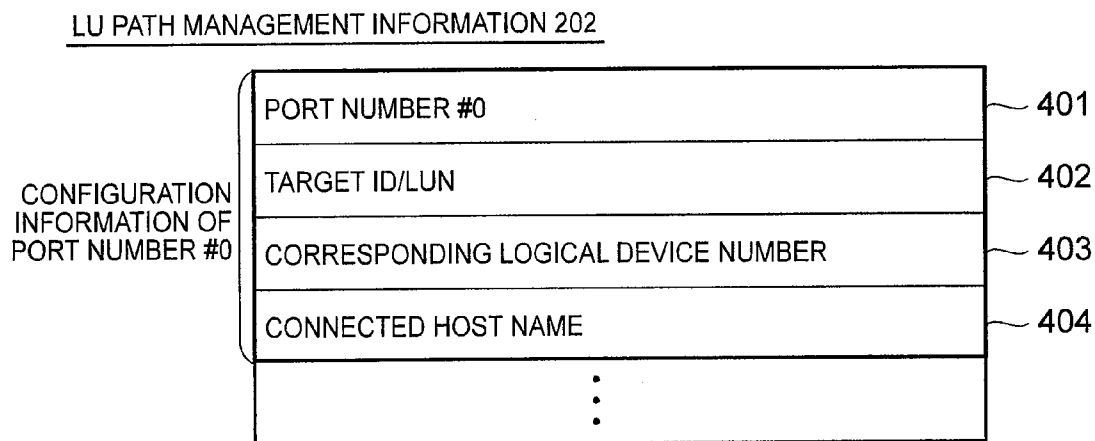 LU PATH MANAGEMENT INFORMATION 202
CONFIGURATION
INFORMATION OF
PORT NUMBER #0
PORT NUMBER #0
401
TARGET ID/LUN
402
CORRESPONDING LOGICAL DEVICE NUMBER
403
CONNECTED HOST NAME
404